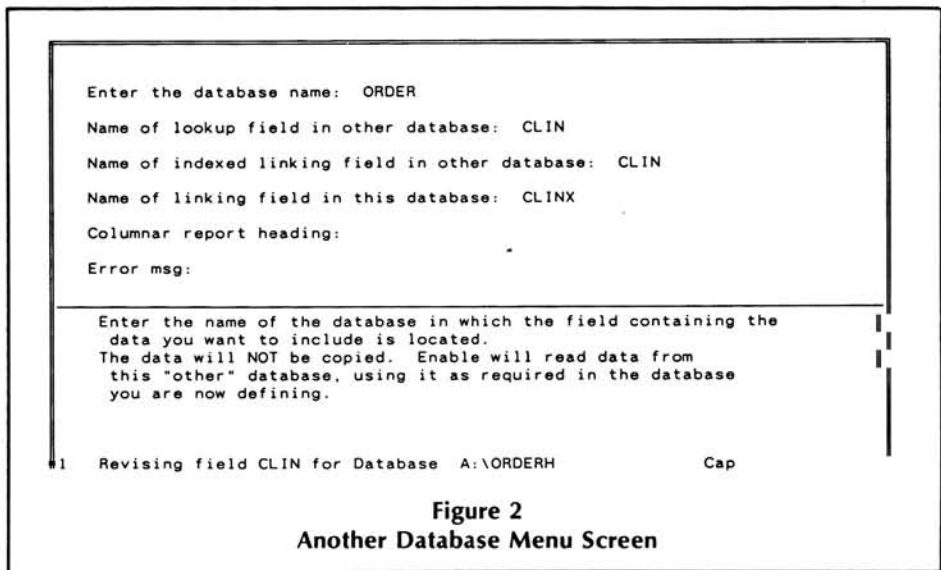 Enter the database name: ORDER
Name of lookup field in other database: CLIN
Name of indexed linking field in other database: CLIN
Name of linking field in this database: CLINX
Columnar report heading:
Error msg:
Enter the name of the database in which the field containing the
data you want to include is located.
The data will NOT be copied. Enable will read data from
this "other" database, using it as required in the database
you are now defining.
#1 Revising field CLIN for Database A:\ORDERH Cap
Figure 2
Another Database Menu Screen